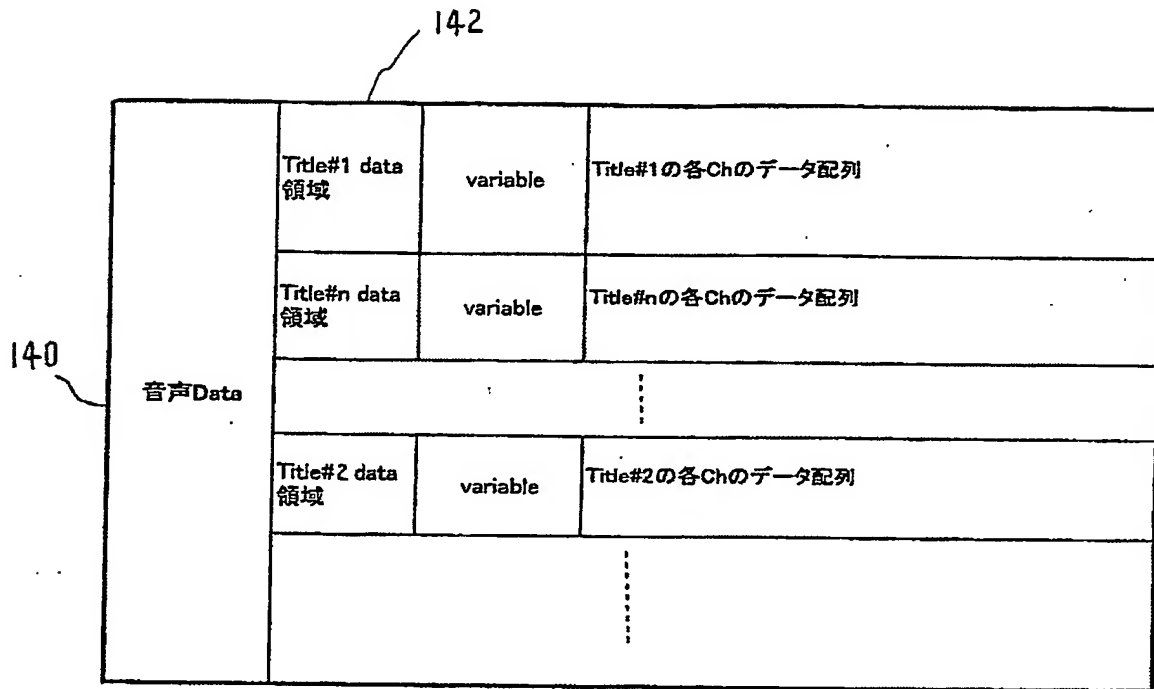 142
Title#1 data
領域
variable
Title#1の各Chのデータ配列
Title#n data
領域
variable
Title#nの各Chのデータ配列
140
音声Data
Title#2 data
領域
variable
Title#2の各Chのデータ配列